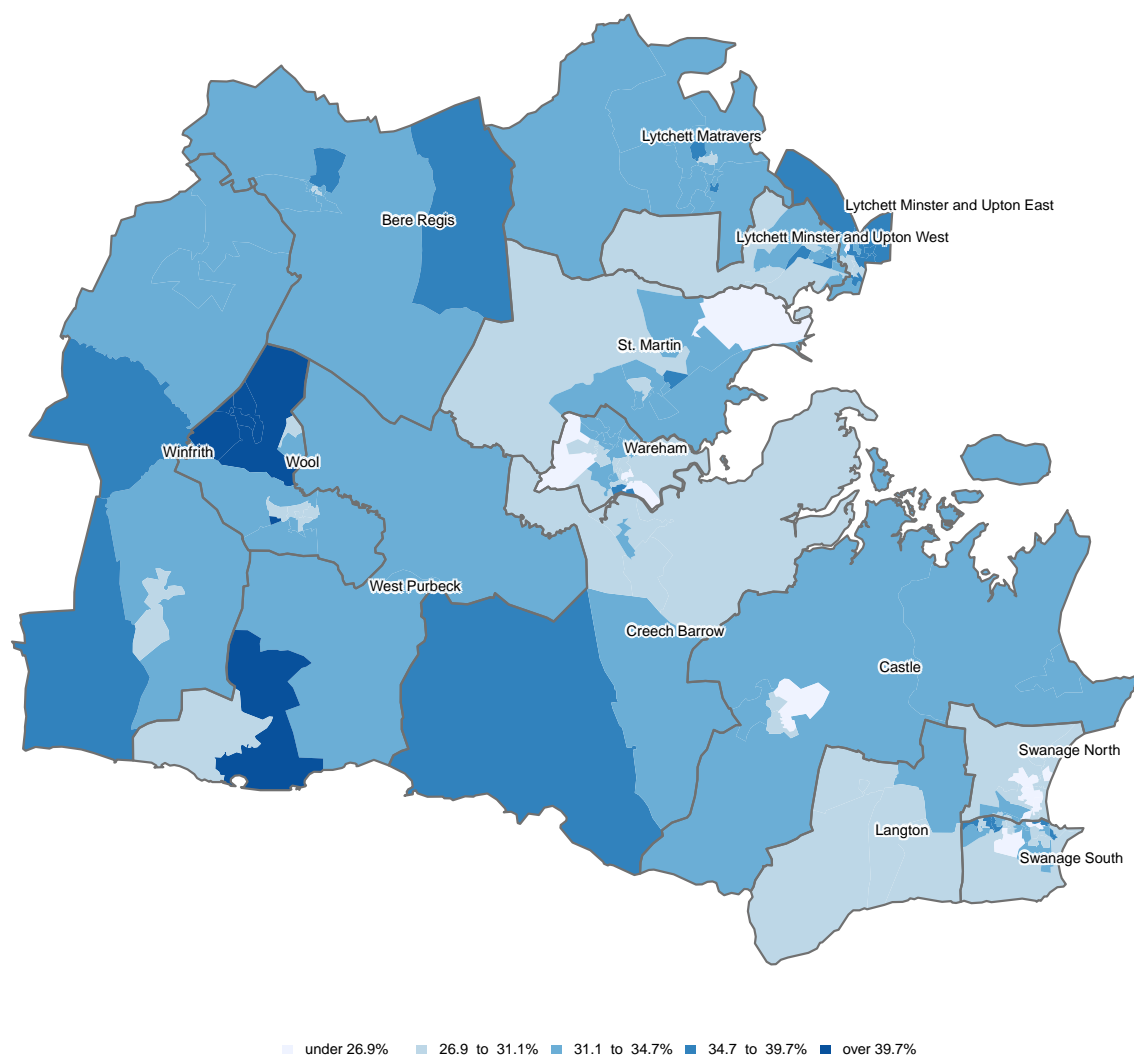 Lytchett Matravers
Lytchett Minster and Upton East
Bere Regis
Lytchett Minster and Upton West
St. Martin
Wareham
Winfrith
Wool
West Purbeck
Creech Barrow
Castle
Swanage North
Langton
Swanage South
under 26.9% 26.9 to 31.1% 31.1 to 34.7% 34.7 to 39.7% over 39.7%